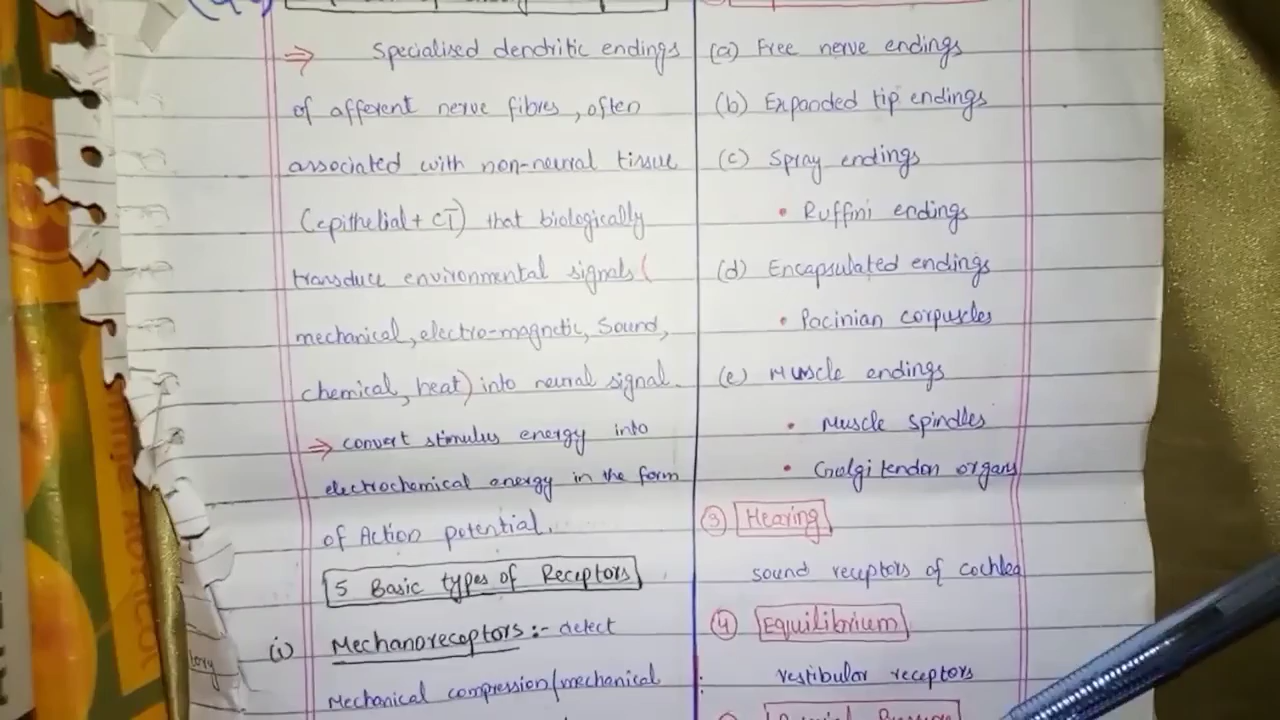 ⇒ Specialised dendritic endings
of afferent nerve fibres, often
associated with non-neural tissue
(epithelial + CT) that biologically
transduce environmental signals (
mechanical, electro-magnetic, Sound,
chemical, heat) into neural signal.
⇒ convert stimulus energy into
electrochemical energy in the form
of Action potential.
5 Basic types of Receptors
(i) Mechanoreceptors :- detect
Mechanical compression/mechanical
(a) Free nerve endings
(b) Expanded tip endings
(c) Spray endings
• Ruffini endings
(d) Encapsulated endings
• Pacinian corpuscles
(e) Muscle endings
• Muscle spindles
• Golgi tendon organs
③ Hearing
sound receptors of cochlea
④ Equilibrium
vestibular receptors